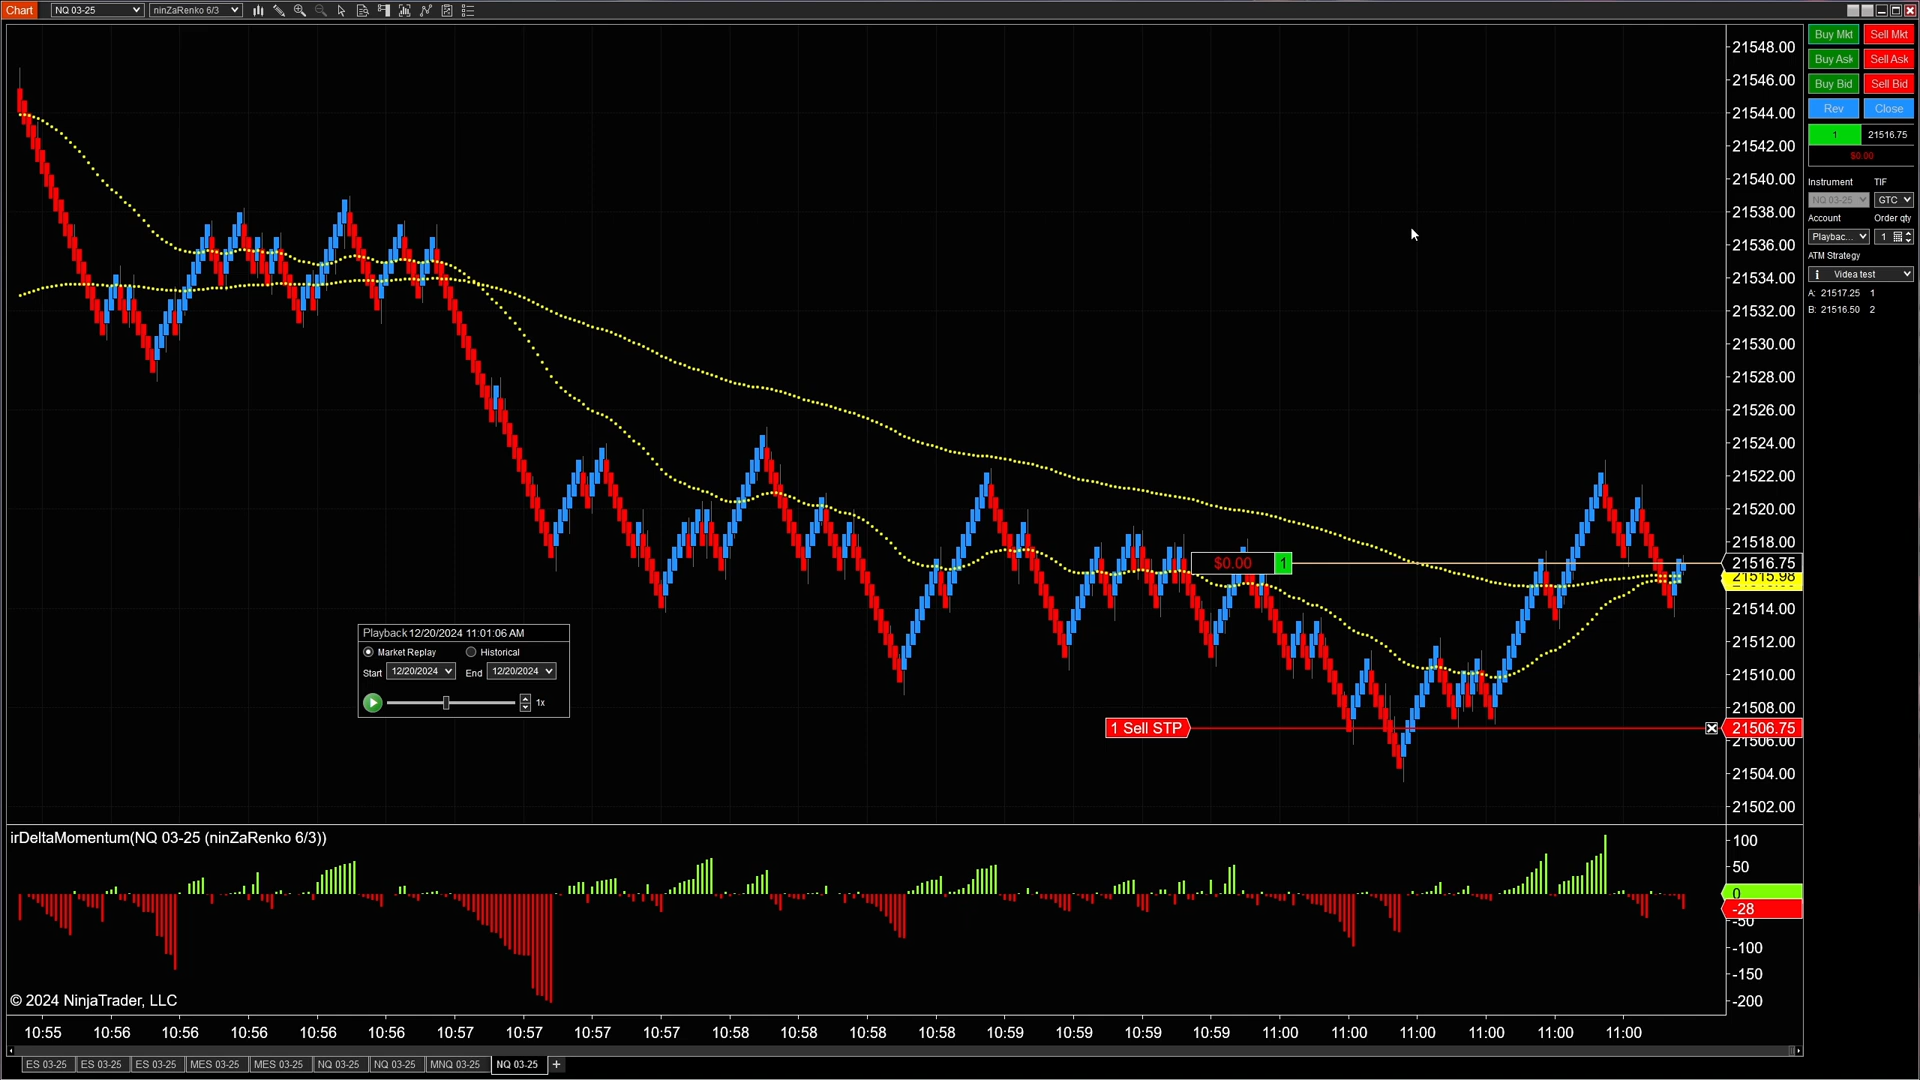 Chart NQ 03-25 ninZaRenko 6/3
21548.00
21546.00
21544.00
21542.00
21540.00
21538.00
21536.00
21534.00
21532.00
21530.00
21528.00
21526.00
21524.00
21522.00
21520.00
21518.00
21516.75
21515.98
21514.00
21512.00
21510.00
21508.00
21506.75
21506.00
21504.00
21502.00
Buy Mkt Sell Mkt
Buy Ask Sell Ask
Buy Bid Sell Bid
Rev Close
1 21516.75
$0.00
Instrument TIF
NQ 03-25 GTC
Account Order qty
Playbac... 1
ATM Strategy
i Videa test
A: 21517.25 1
B: 21516.50 2
$0.00 1
1 Sell STP
Playback 12/20/2024 11:01:06 AM
Market Replay Historical
Start 12/20/2024 End 12/20/2024
1x
irDeltaMomentum(NQ 03-25 (ninZaRenko 6/3))
100
50
0
-28
-50
-100
-150
-200
© 2024 NinjaTrader, LLC
10:55 10:56 10:56 10:56 10:56 10:56 10:57 10:57 10:57 10:57 10:58 10:58 10:58 10:58 10:59 10:59 10:59 10:59 11:00 11:00 11:00 11:00 11:00 11:00
ES 03-25 ES 03-25 ES 03-25 MES 03-25 MES 03-25 NQ 03-25 NQ 03-25 MNQ 03-25 NQ 03-25 +